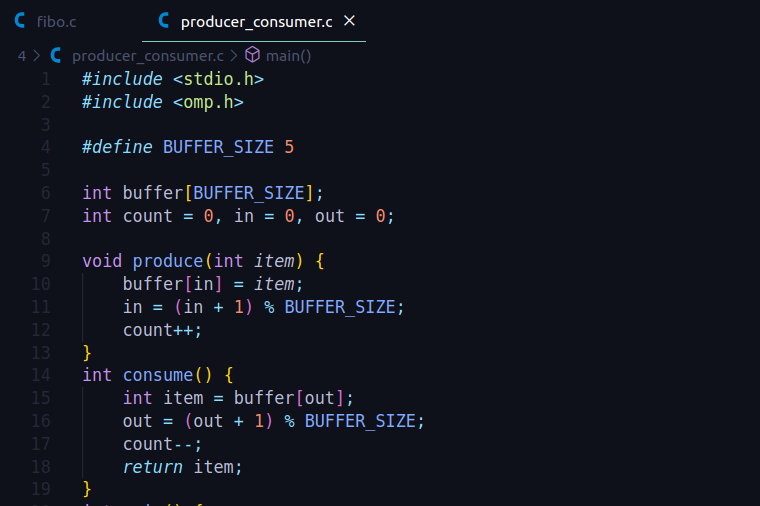 fibo.c producer_consumer.c ×
4 > producer_consumer.c > main()
1 #include <stdio.h>
2 #include <omp.h>
3
4 #define BUFFER_SIZE 5
5
6 int buffer[BUFFER_SIZE];
7 int count = 0, in = 0, out = 0;
8
9 void produce(int item) {
10 buffer[in] = item;
11 in = (in + 1) % BUFFER_SIZE;
12 count++;
13 }
14 int consume() {
15 int item = buffer[out];
16 out = (out + 1) % BUFFER_SIZE;
17 count--;
18 return item;
19 }